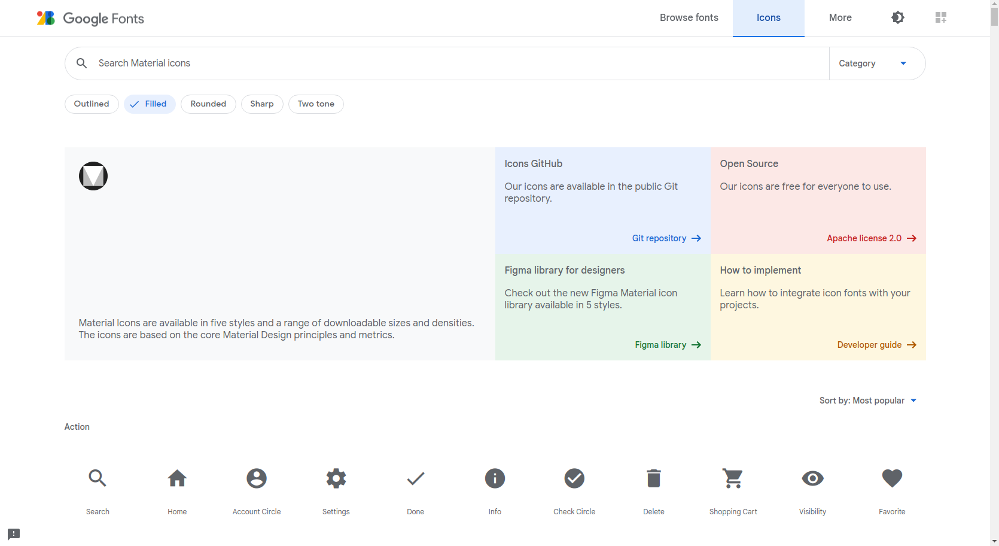 Google Fonts
Browse fonts
Icons
More
Search Material icons
Category
Outlined
Filled
Rounded
Sharp
Two tone
Material Icons are available in five styles and a range of downloadable sizes and densities.
The icons are based on the core Material Design principles and metrics.
Icons GitHub
Our icons are available in the public Git
repository.
Git repository
Open Source
Our icons are free for everyone to use.
Apache license 2.0
Figma library for designers
Check out the new Figma Material icon
library available in 5 styles.
Figma library
How to implement
Learn how to integrate icon fonts with your
projects.
Developer guide
Sort by: Most popular
Action
Search
Home
Account Circle
Settings
Done
Info
Check Circle
Delete
Shopping Cart
Visibility
Favorite